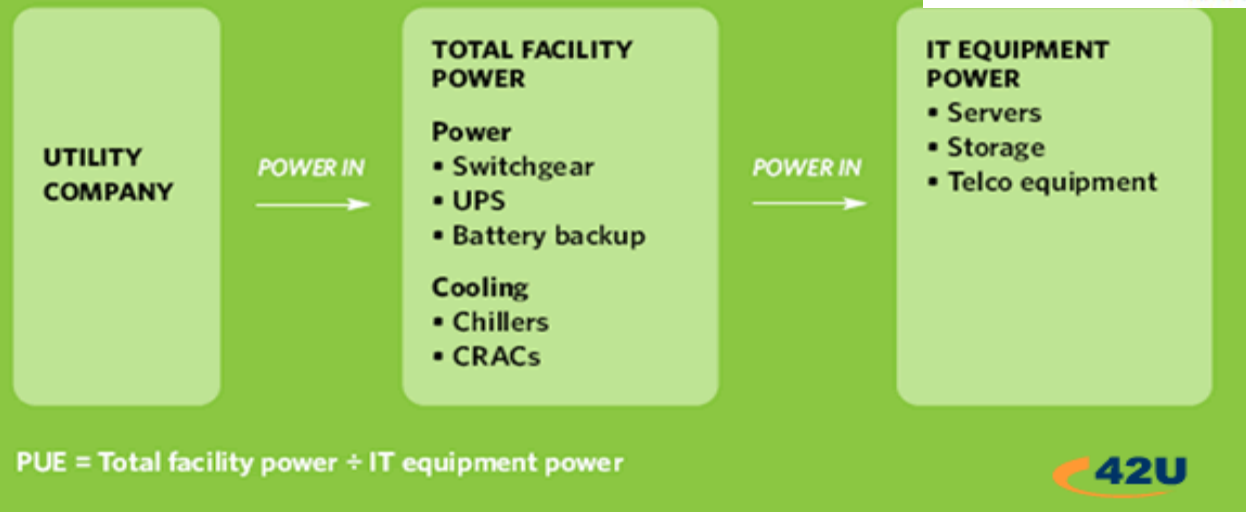 UTILITY
COMPANY
POWER IN
TOTAL FACILITY
POWER
Power
▪ Switchgear
▪ UPS
▪ Battery backup
Cooling
▪ Chillers
▪ CRACs
POWER IN
IT EQUIPMENT
POWER
▪ Servers
▪ Storage
▪ Telco equipment
PUE = Total facility power ÷ IT equipment power
42U